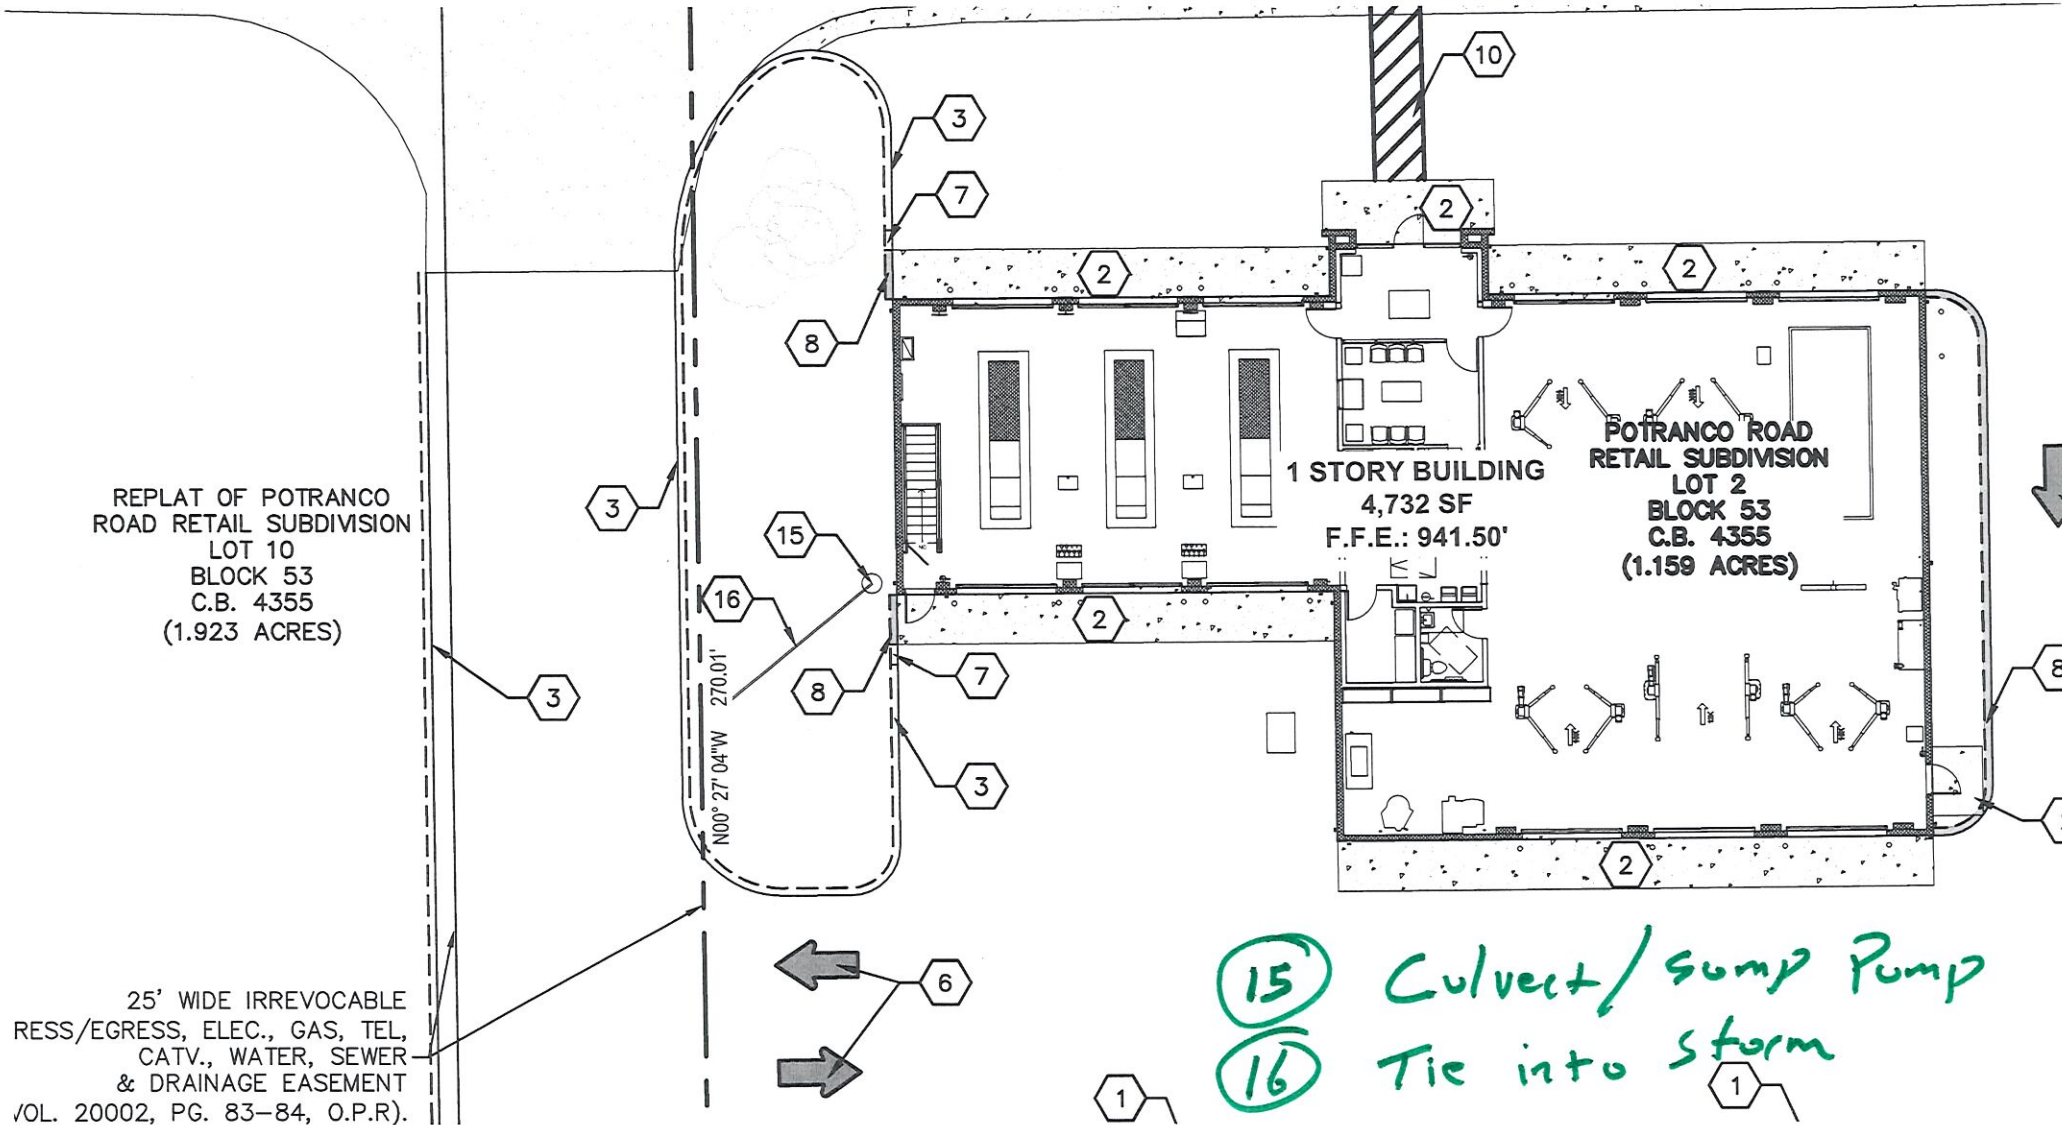 10
3
7
2
2
2
8
REPLAT OF POTRANCO
ROAD RETAIL SUBDIVISION
LOT 10
BLOCK 53
C.B. 4355
(1.923 ACRES)
3
15
16
1 STORY BUILDING
4,732 SF
F.F.E.: 941.50'
POTRANCO ROAD
RETAIL SUBDIVISION
LOT 2
BLOCK 53
C.B. 4355
(1.159 ACRES)
2
N00° 27' 04"W 270.01'
8
7
3
3
8
2
25' WIDE IRREVOCABLE
RESS/EGRESS, ELEC., GAS, TEL,
CATV., WATER, SEWER
& DRAINAGE EASEMENT
VOL. 20002, PG. 83-84, O.P.R).
6
15 Culvert/Sump Pump
16 Tie into storm
1
1